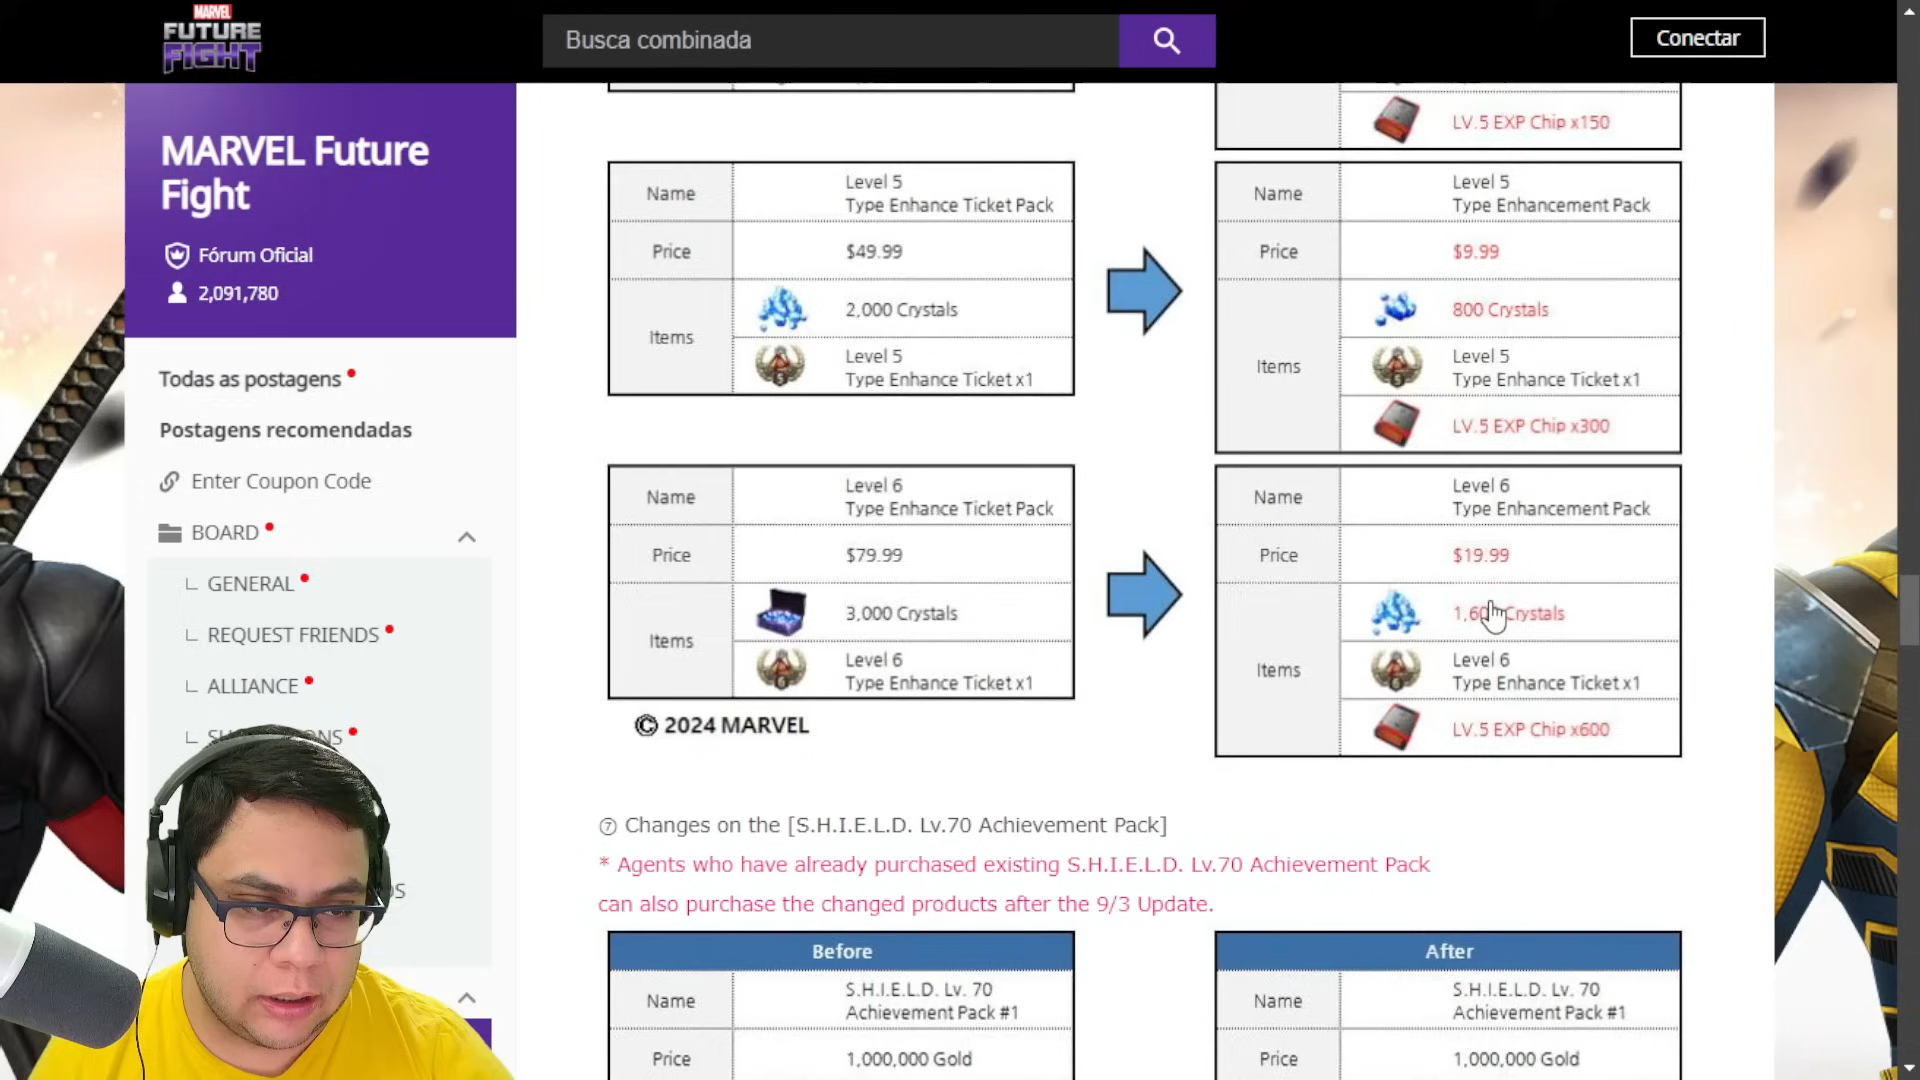 MARVEL
FUTURE
FIGHT
Busca combinada
Conectar
MARVEL Future
Fight
Fórum Oficial
2,091,780
Todas as postagens
Postagens recomendadas
Enter Coupon Code
BOARD
GENERAL
REQUEST FRIENDS
ALLIANCE
LV.5 EXP Chip x150
Name
Level 5
Type Enhance Ticket Pack
Price
$49.99
Items
2,000 Crystals
Level 5
Type Enhance Ticket x1
Name
Level 5
Type Enhancement Pack
Price
$9.99
Items
800 Crystals
Level 5
Type Enhance Ticket x1
LV.5 EXP Chip x300
Name
Level 6
Type Enhance Ticket Pack
Price
$79.99
Items
3,000 Crystals
Level 6
Type Enhance Ticket x1
Name
Level 6
Type Enhancement Pack
Price
$19.99
Items
Crystals
Level 6
Type Enhance Ticket x1
LV.5 EXP Chip x600
© 2024 MARVEL
⑦ Changes on the [S.H.I.E.L.D. Lv.70 Achievement Pack]
* Agents who have already purchased existing S.H.I.E.L.D. Lv.70 Achievement Pack
can also purchase the changed products after the 9/3 Update.
Before
Name
S.H.I.E.L.D. Lv. 70
Achievement Pack #1
Price
1,000,000 Gold
After
Name
S.H.I.E.L.D. Lv. 70
Achievement Pack #1
Price
1,000,000 Gold